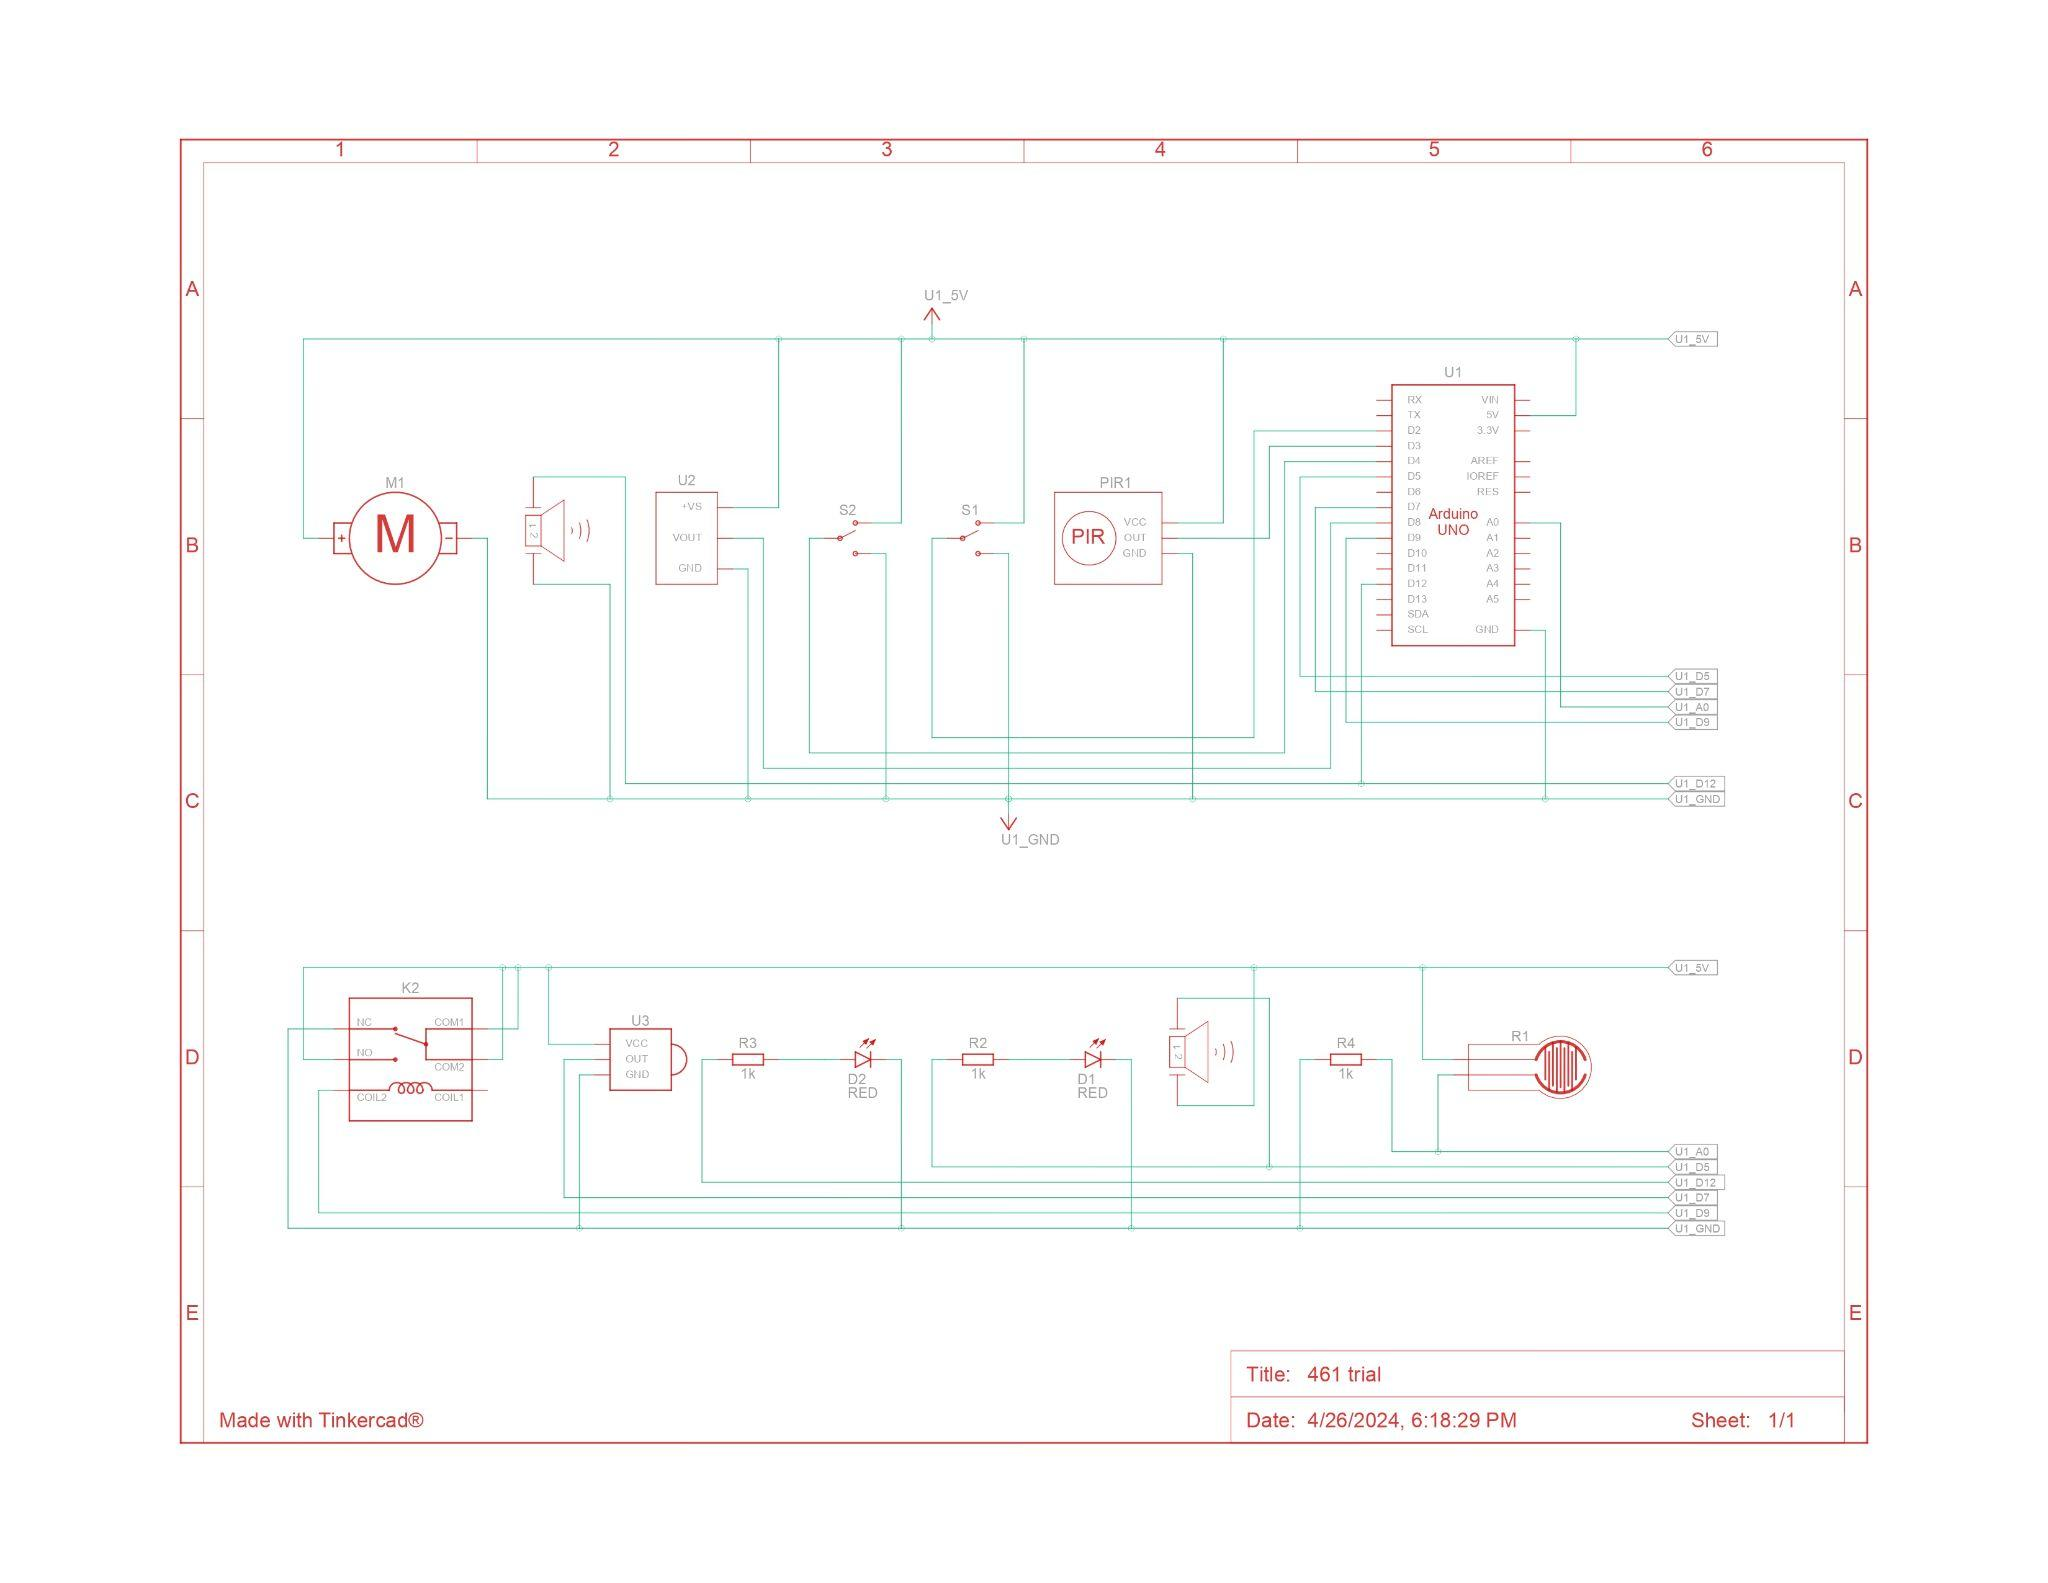 1 2 3 4 5 6
A A
U1_5V
U1_5V
U1
RX VIN
TX 5V
D2 3.3V
D3
D4 AREF
D5 IOREF
D6 RES
D7
Arduino
UNO
D8 A0
D9 A1
D10 A2
D11 A3
D12 A4
D13 A5
SDA
SCL GND
M1
M
+ -
1 2
U2
+VS
VOUT
GND
S2
S1
PIR1
PIR
VCC
OUT
GND
B B
U1_D5
U1_D7
U1_A0
U1_D9
U1_D12
U1_GND
C C
U1_GND
U1_5V
K2
NC COM1
NO
COM2
COIL2 COIL1
U3
VCC
OUT
GND
R3
1k
D2
RED
R2
1k
D1
RED
1 2
R4
1k
R1
D D
U1_A0
U1_D5
U1_D12
U1_D7
U1_D9
U1_GND
E E
Title: 461 trial
Made with Tinkercad®
Date: 4/26/2024, 6:18:29 PM Sheet: 1/1